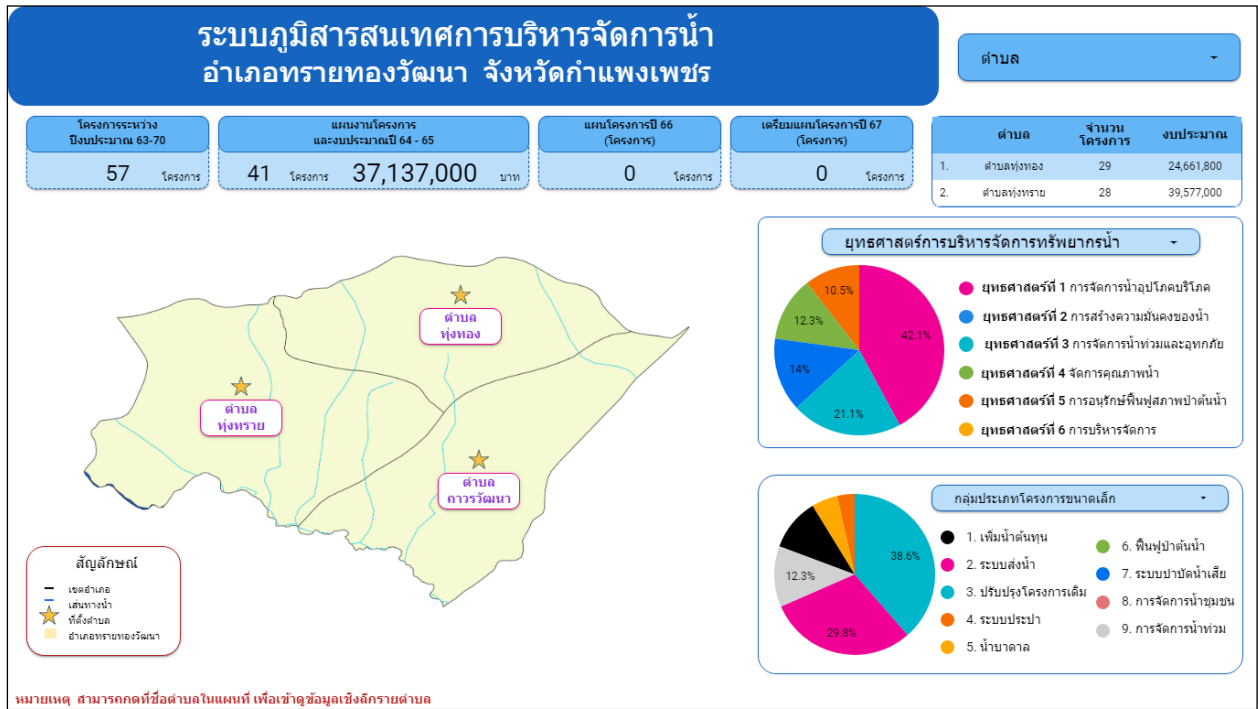 ระบบภูมิสารสนเทศการบริหารจัดการน้ำ
อำเภอทรายทองวัฒนา จังหวัดกำแพงเพชร
ตำบล
โครงการระหว่าง
ปีงบประมาณ 63-70
57 โครงการ
แผนงานโครงการ
และงบประมาณปี 64 - 65
41 โครงการ 37,137,000 บาท
แผนโครงการปี 66
(โครงการ)
0 โครงการ
เตรียมแผนโครงการปี 67
(โครงการ)
0 โครงการ
ตำบล จำนวน งบประมาณ
โครงการ
1. ตำบลทุ่งทอง 29 24,661,800
2. ตำบลทุ่งทราย 28 39,577,000
ตำบล
ทุ่งทอง
ตำบล
ทุ่งทราย
ตำบล
ถาวรวัฒนา
สัญลักษณ์
เขตอำเภอ
เส้นทางน้ำ
ที่ตั้งตำบล
อำเภอทรายทองวัฒนา
ยุทธศาสตร์การบริหารจัดการทรัพยากรน้ำ
10.5%
12.3%
42.1%
14%
21.1%
ยุทธศาสตร์ที่ 1 การจัดการน้ำอุปโภคบริโภค
ยุทธศาสตร์ที่ 2 การสร้างความมั่นคงของน้ำ
ยุทธศาสตร์ที่ 3 การจัดการน้ำท่วมและอุทกภัย
ยุทธศาสตร์ที่ 4 จัดการคุณภาพน้ำ
ยุทธศาสตร์ที่ 5 การอนุรักษ์ฟื้นฟูสภาพป่าต้นน้ำ
ยุทธศาสตร์ที่ 6 การบริหารจัดการ
กลุ่มประเภทโครงการขนาดเล็ก
38.6%
12.3%
29.8%
1. เพิ่มน้ำต้นทุน
2. ระบบส่งน้ำ
3. ปรับปรุงโครงการเดิม
4. ระบบประปา
5. น้ำบาดาล
6. ฟื้นฟูป่าต้นน้ำ
7. ระบบบำบัดน้ำเสีย
8. การจัดการน้ำชุมชน
9. การจัดการน้ำท่วม
หมายเหตุ สามารถกดที่ชื่อตำบลในแผนที่ เพื่อเข้าดูข้อมูลเชิงลึกรายตำบล